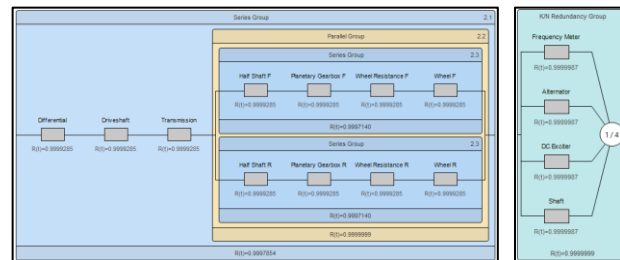 Series Group 2.1
Parallel Group 2.2
Series Group 2.3
Half Shaft F Planetary Gearbox F Wheel Resistance F Wheel F
R(t)=0.9999285 R(t)=0.9999285 R(t)=0.9999285 R(t)=0.9999285
R(t)=0.9997140
Differential Driveshaft Transmission
R(t)=0.9999285 R(t)=0.9999285 R(t)=0.9999285
Series Group 2.3
Half Shaft R Planetary Gearbox R Wheel Resistance R Wheel R
R(t)=0.9999285 R(t)=0.9999285 R(t)=0.9999285 R(t)=0.9999285
R(t)=0.9997140
R(t)=0.9999999
R(t)=0.9997854
K/N Redundancy Group
Frequency Meter
R(t)=0.9999987
Alternator
R(t)=0.9999987
1 / 4
DC Exciter
R(t)=0.9999987
Shaft
R(t)=0.9999987
R(t)=0.9999999